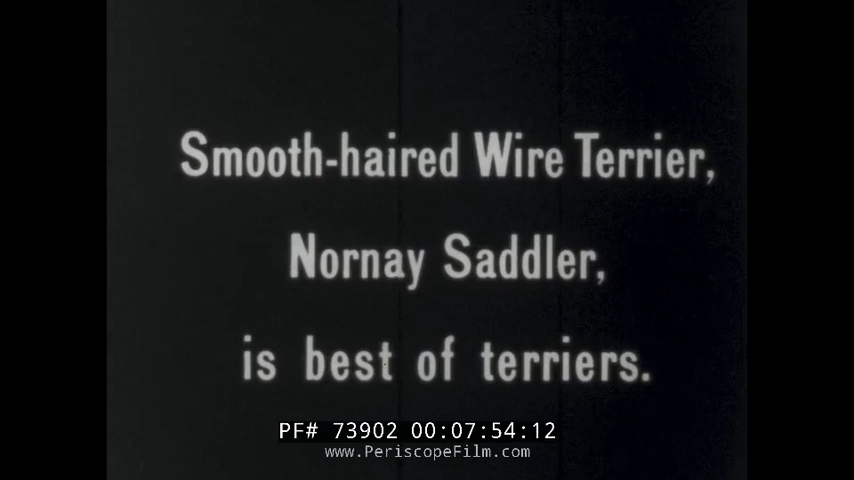 Smooth-haired Wire Terrier,
Nornay Saddler,
is best of terriers.
PF# 73902 00:07:54:12
www.PeriscopeFilm.com